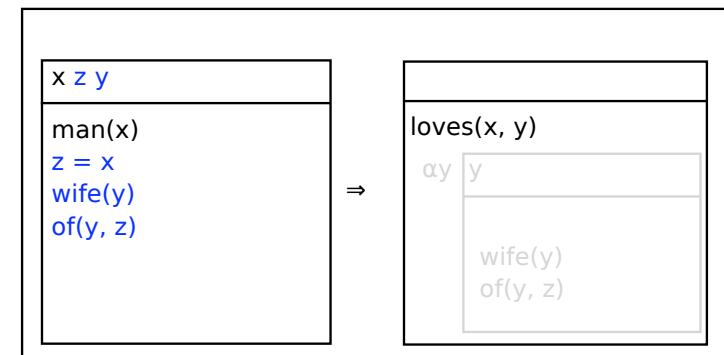 x z y
man(x)
z = x
wife(y)
of(y, z)
⇒
loves(x, y)
αy y
wife(y)
of(y, z)